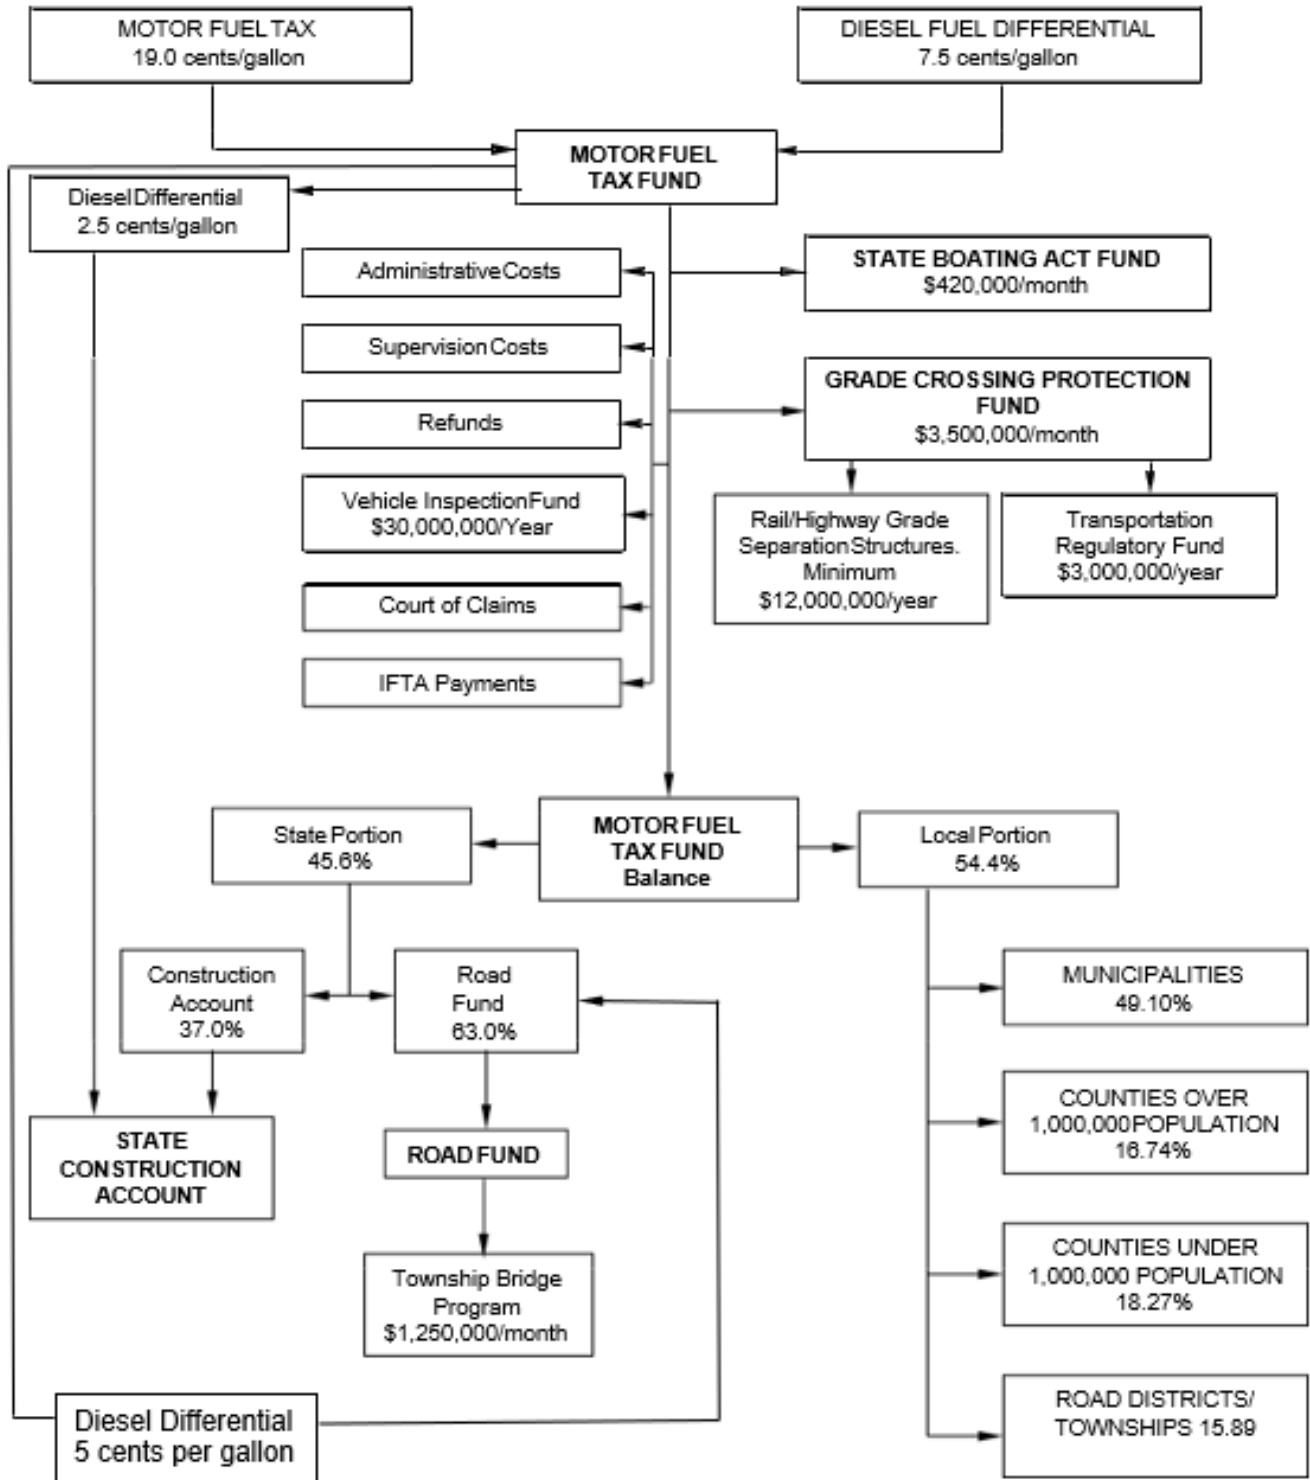 MOTOR FUEL TAX
19.0 cents/gallon
DIESEL FUEL DIFFERENTIAL
7.5 cents/gallon
MOTOR FUEL
TAX FUND
Diesel Differential
2.5 cents/gallon
Administrative Costs
STATE BOATING ACT FUND
$420,000/month
Supervision Costs
GRADE CROSSING PROTECTION
FUND
$3,500,000/month
Refunds
Vehicle Inspection Fund
$30,000,000/Year
Rail/Highway Grade
Separation Structures.
Minimum
$12,000,000/year
Transportation
Regulatory Fund
$3,000,000/year
Court of Claims
IFTA Payments
State Portion
45.6%
MOTOR FUEL
TAX FUND
Balance
Local Portion
54.4%
Construction
Account
37.0%
Road
Fund
63.0%
MUNICIPALITIES
49.10%
COUNTIES OVER
1,000,000 POPULATION
16.74%
STATE
CONSTRUCTION
ACCOUNT
ROAD FUND
COUNTIES UNDER
1,000,000 POPULATION
18.27%
Township Bridge
Program
$1,250,000/month
ROAD DISTRICTS/
TOWNSHIPS 15.89
Diesel Differential
5 cents per gallon